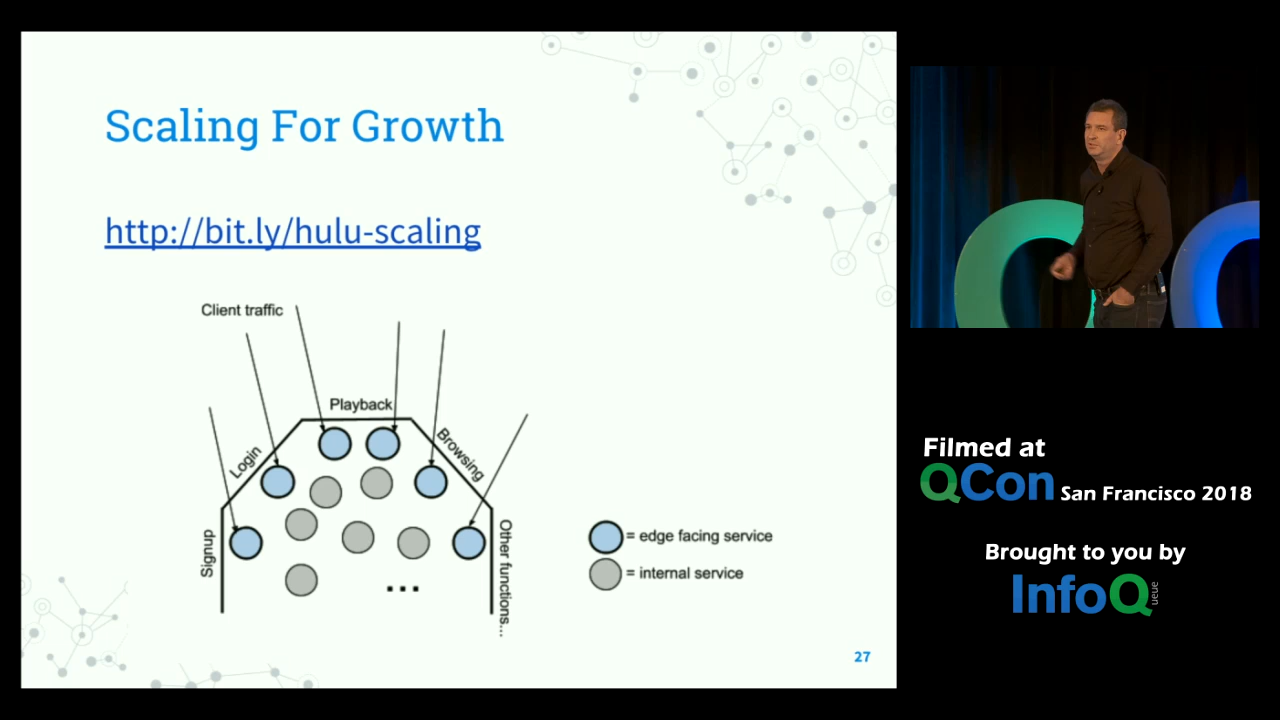 Scaling For Growth
http://bit.ly/hulu-scaling
Client traffic
Playback
Login
Browsing
Signup
Other functions...
= edge facing service
= internal service
...
27
Filmed at
QCon San Francisco 2018
Brought to you by
InfoQueue